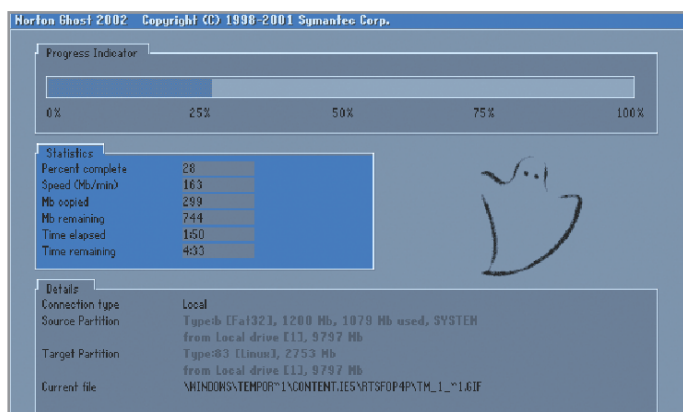 Norton Ghost 2002 Copyright (C) 1998-2001 Symantec Corp.
Progress Indicator
0% 25% 50% 75% 100%
Statistics
Percent complete 28
Speed (Mb/min) 163
Mb copied 299
Mb remaining 744
Time elapsed 1:50
Time remaining 4:33
Details
Connection type Local
Source Partition Type:b [Fat32], 1200 Mb, 1079 Mb used, SYSTEM
from Local drive [1], 9797 Mb
Target Partition Type:83 [Linux], 2753 Mb
from Local drive [1], 9797 Mb
Current file \WINDOWS\TEMPOR~1\CONTENT.IE5\RTSFOP4P\TM_1_~1.GIF